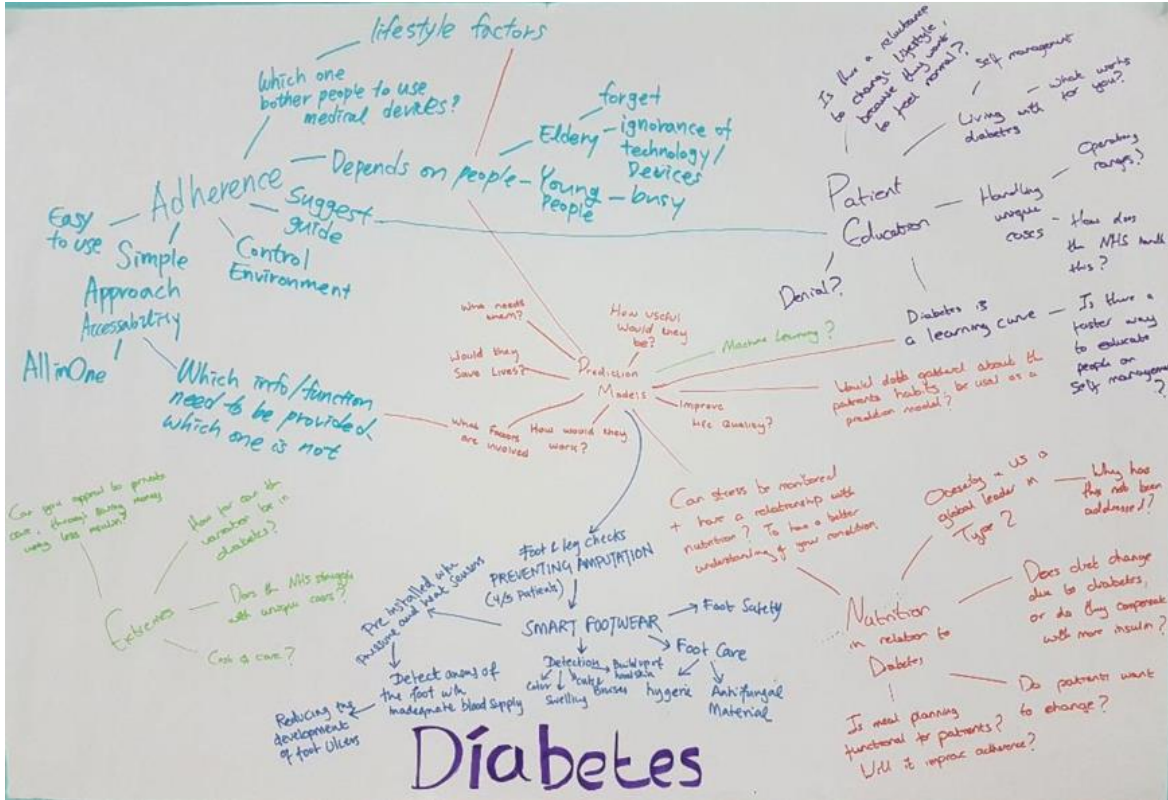 lifestyle factors
Which one
bother people to use
medical devices?
Adherence
Depends on people
Eldery
forget
ignorance of
technology/
Devices
Young
People
busy
Suggest
guide
Control
Environment
Easy
to use
Simple
Approach
Accessability
All in One
Which info/function
need to be provided,
which one is not
Is there a reluctance
to change lifestyle,
because they want
to feel normal?
Self management
Living with
diabetes
What works
for you?
Patient
Education
Handling
unique
cases
Operating
ranges?
How does
the NHS handle
this?
Denial?
Diabetes is
a learning curve
Is there a
faster way
to educate
people on
self management
?
Prediction
Models
Who needs
them?
How useful
would they
be?
Machine Learning?
Would they
Save Lives?
What Factors
are involved
How would they
work?
Improve
Life Quality?
Would data gathered about the
patients habits, be used as a
prediction model?
Can stress be monitored
+ have a relationship with
nutrition? To have a better
understanding of your condition
Can you appeal to private
care, through saving money
using less insulin?
How far can the
variation be in
diabetes?
Extremes
Does the NHS struggle
with unique cases?
Cost of care?
Foot & leg checks
PREVENTING AMPUTATION
(4/5 Patients)
SMART FOOTWEAR
Foot Safety
Pre installed with
pressure and heat sensors
Detect areas of
the foot with
inadequate blood supply
Reducing the
development
of foot Ulcers
Detection
Color
Swelling
Cuts
Bruises
Build up of
hard skin
Foot Care
hygeine
Antifungal
Material
Nutrition
in relation to
Diabetes
Obesity = US a
global leader in
Type 2
Why has
this not been
addressed?
Does diet change
due to diabetes,
or do they compensate
with more insulin?
Do patients want
to change?
Is meal planning
functional for patients?
Will it improve adherence?
Diabetes